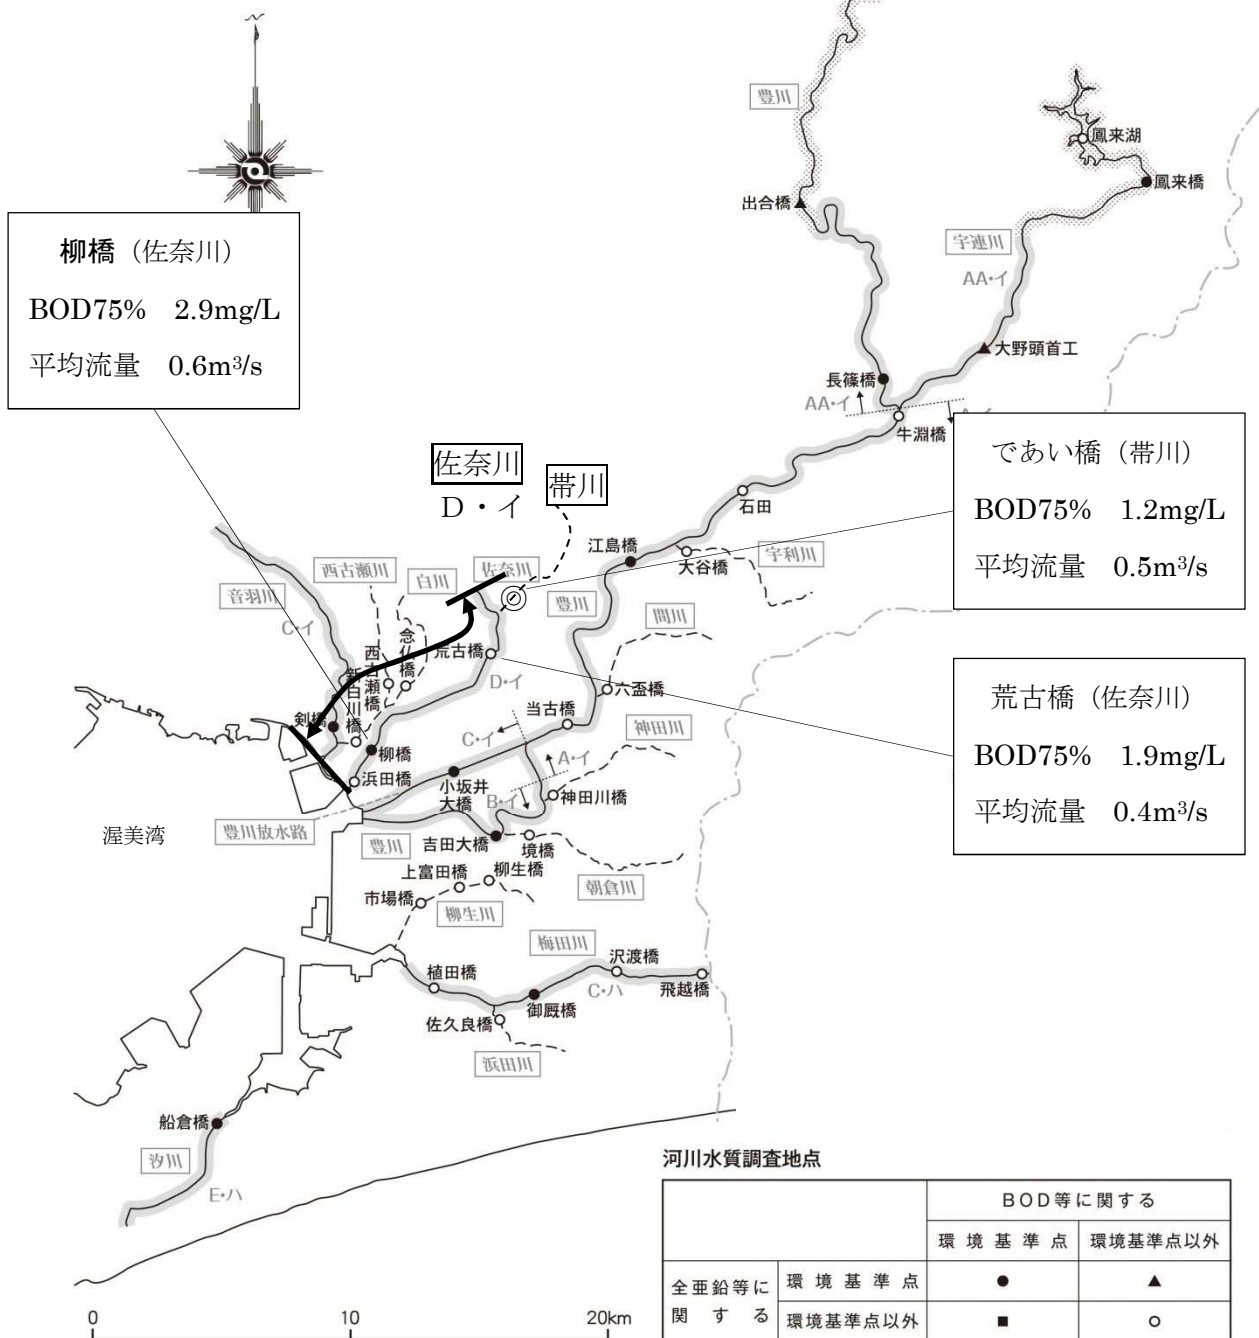 豊川
鳳来湖
鳳来橋
出合橋
宇連川
AA・イ
柳橋（佐奈川）
BOD75%　2.9mg/L
平均流量　0.6m³/s
大野頭首工
長篠橋
AA・イ
牛淵橋
であい橋（帯川）
BOD75%　1.2mg/L
平均流量　0.5m³/s
佐奈川
D・イ
帯川
石田
江島橋
大谷橋
宇利川
西古瀬川
白川
佐奈川
音羽川
C・イ
豊川
間川
念仏橋
西古瀬橋
新白川橋
荒古橋
D・イ
六盃橋
荒古橋（佐奈川）
BOD75%　1.9mg/L
平均流量　0.4m³/s
剣橋
当古橋
神田川
C・イ
A・イ
柳橋
浜田橋
小坂井
大橋
B・イ
神田川橋
渥美湾
豊川放水路
豊川
吉田大橋
境橋
朝倉川
上富田橋
柳生橋
市場橋
柳生川
梅田川
沢渡橋
植田橋
C・ハ
飛越橋
御厩橋
佐久良橋
浜田川
船倉橋
汐川
E・ハ
河川水質調査地点
BOD等に関する
環境基準点
環境基準点以外
全亜鉛等に
関する
環境基準点
●
▲
環境基準点以外
■
○
0
10
20km